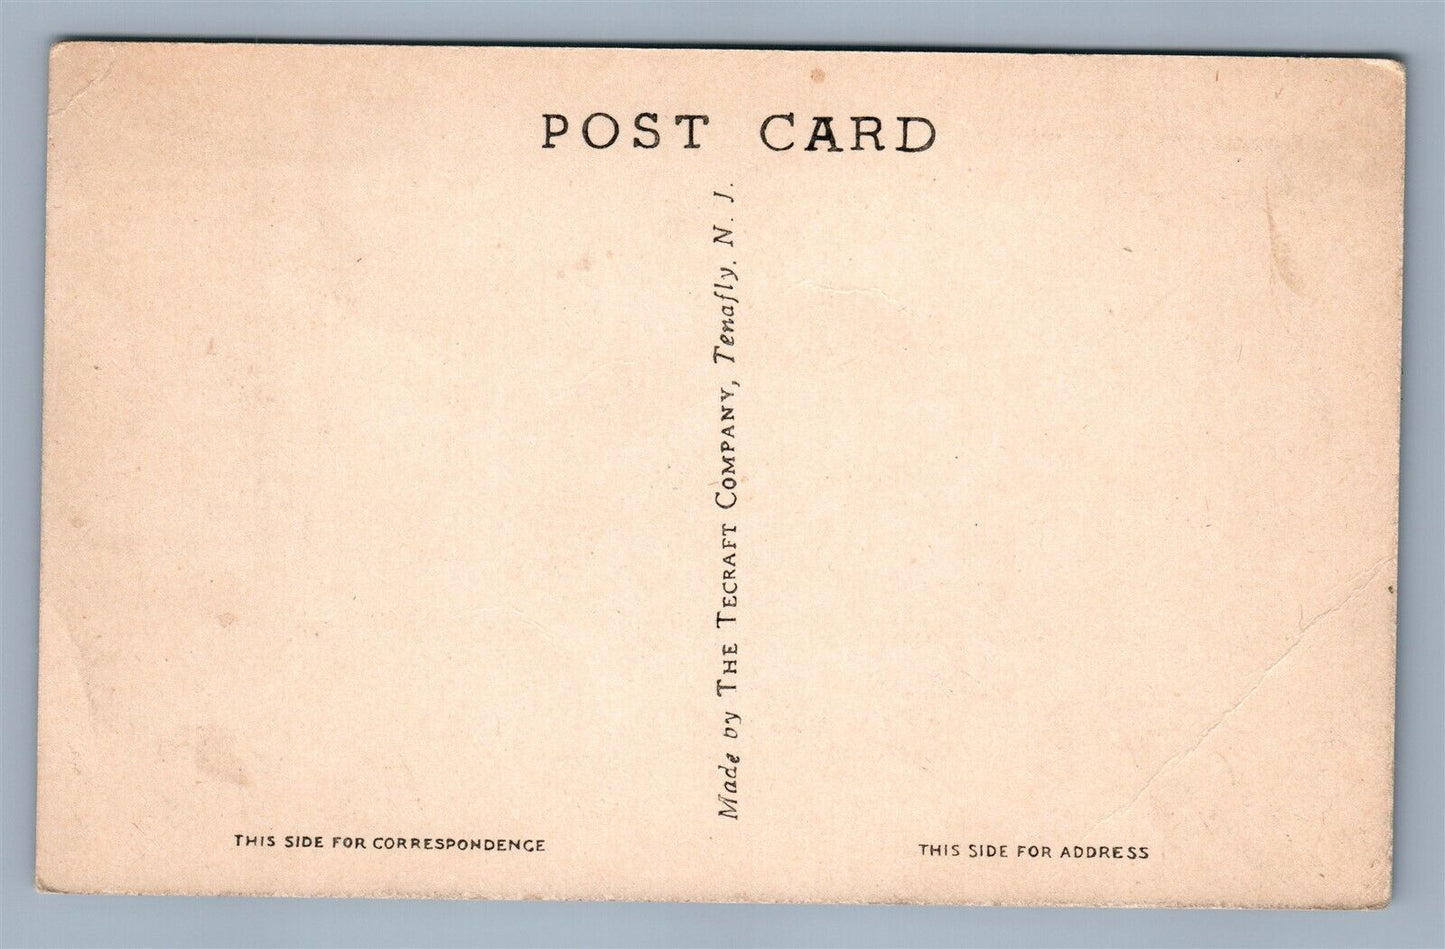 POST CARD
Made by THE TECRAFT COMPANY, Tenafly. N. J.
THIS SIDE FOR CORRESPONDENCE
THIS SIDE FOR ADDRESS